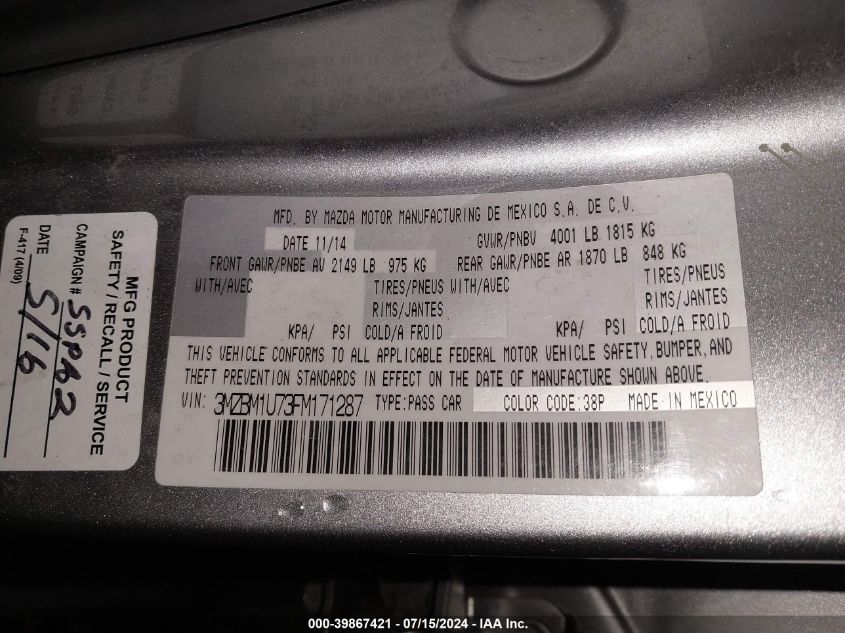 MFD. BY MAZDA MOTOR MANUFACTURING DE MEXICO S.A. DE C.V.
DATE 11/14 GVWR/PNBV 4001 LB 1815 KG
FRONT GAWR/PNBE AV 2149 LB 975 KG REAR GAWR/PNBE AR 1870 LB 848 KG
WITH/AVEC TIRES/PNEUS WITH/AVEC TIRES/PNEUS
RIMS/JANTES RIMS/JANTES
KPA/ PSI COLD/A FROID KPA/ PSI COLD/A FROID
THIS VEHICLE CONFORMS TO ALL APPLICABLE FEDERAL MOTOR VEHICLE SAFETY, BUMPER, AND
THEFT PREVENTION STANDARDS IN EFFECT ON THE DATE OF MANUFACTURE SHOWN ABOVE.
VIN: 3MZBM1U73FM171287 TYPE:PASS CAR COLOR CODE:38P MADE IN MEXICO
MFG PRODUCT
SAFETY / RECALL / SERVICE
CAMPAIGN # SSPA62
DATE 5/16
F-417 (4/09)
000-39867421 - 07/15/2024 - IAA Inc.